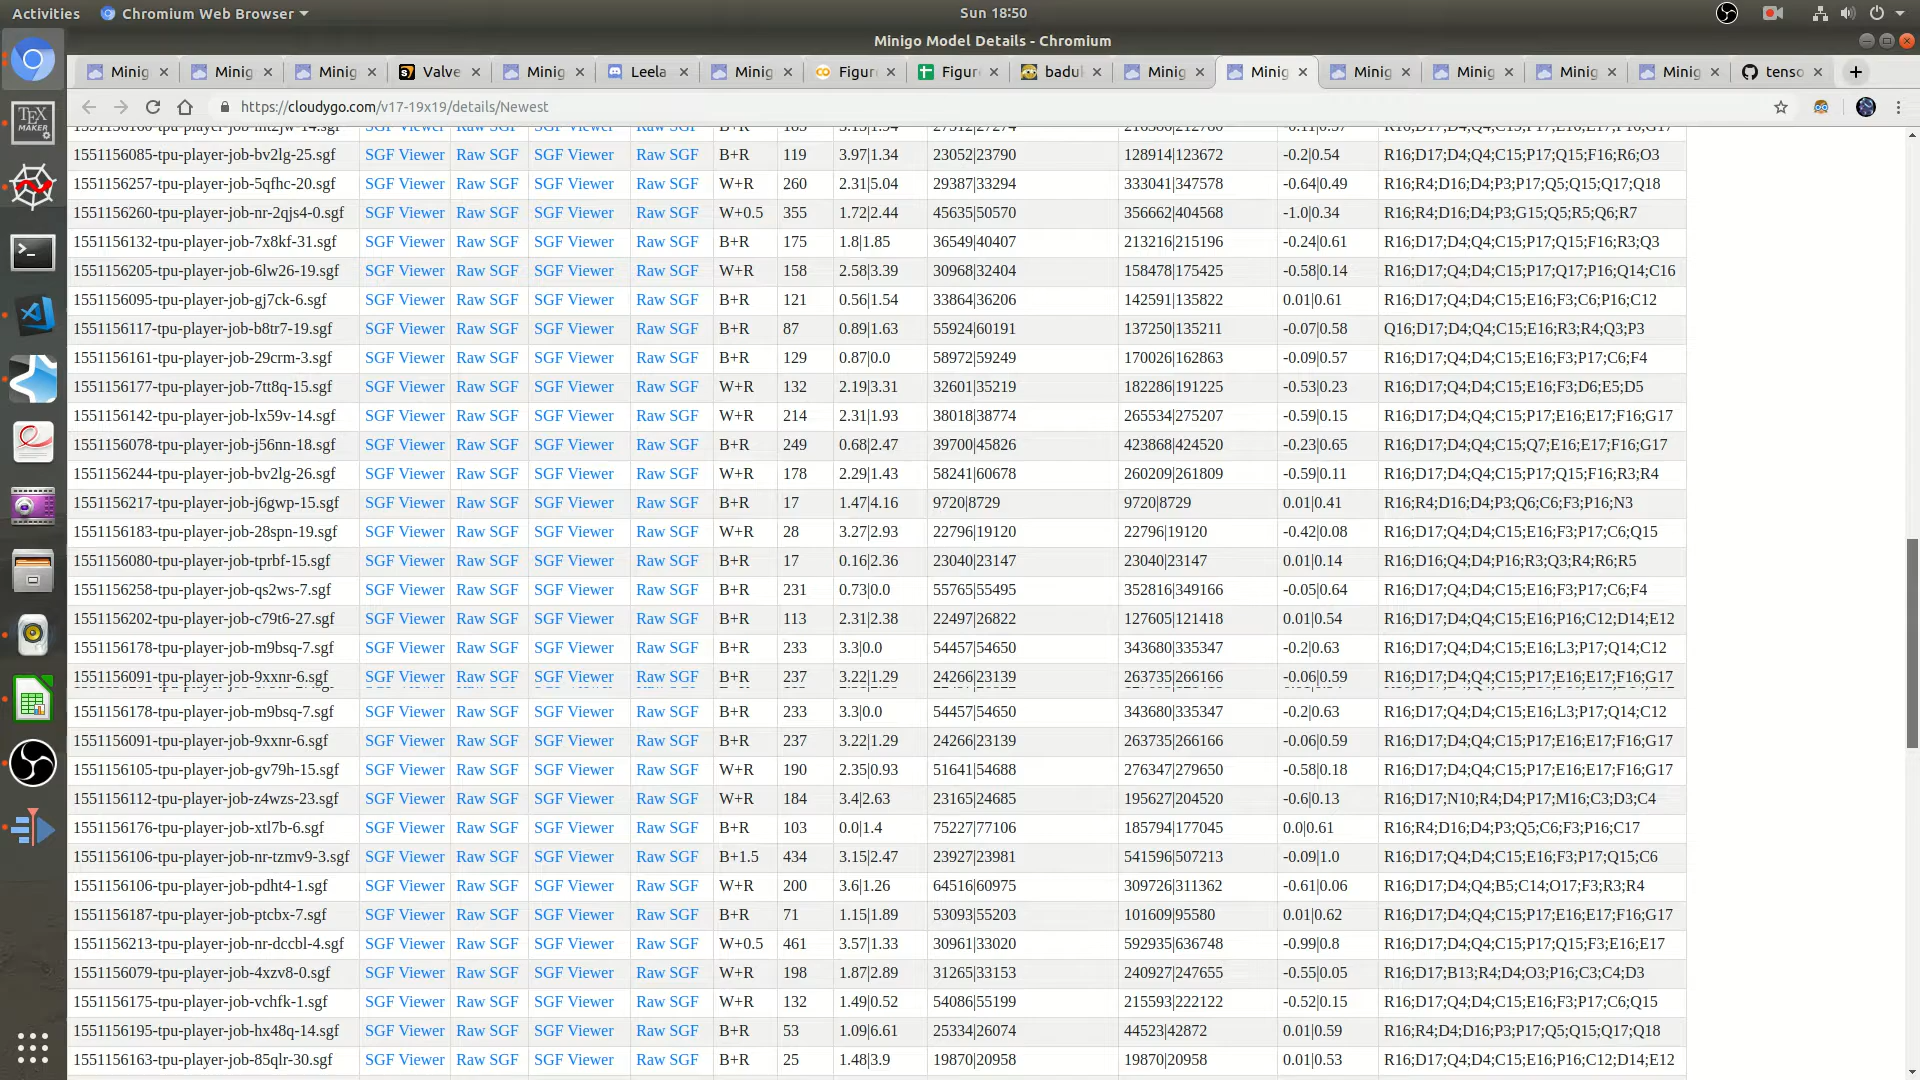 Activities Chromium Web Browser Sun 18:50
Minigo Model Details - Chromium
Minig Minig Minig Valve Minig Leela Minig Figur Figur baduk Minig Minig Minig Minig Minig Minig tenso
https://cloudygo.com/v17-19x19/details/Newest
1551156085-tpu-player-job-bv2lg-25.sgf SGF Viewer Raw SGF SGF Viewer Raw SGF B+R 119 3.97|1.34 23052|23790 128914|123672 -0.2|0.54 R16;D17;D4;Q4;C15;P17;Q15;F16;R6;O3
1551156257-tpu-player-job-5qfhc-20.sgf SGF Viewer Raw SGF SGF Viewer Raw SGF W+R 260 2.31|5.04 29387|33294 333041|347578 -0.64|0.49 R16;R4;D16;D4;P3;P17;Q5;Q15;Q17;Q18
1551156260-tpu-player-job-nr-2qjs4-0.sgf SGF Viewer Raw SGF SGF Viewer Raw SGF W+0.5 355 1.72|2.44 45635|50570 356662|404568 -1.0|0.34 R16;R4;D16;D4;P3;G15;Q5;R5;Q6;R7
1551156132-tpu-player-job-7x8kf-31.sgf SGF Viewer Raw SGF SGF Viewer Raw SGF B+R 175 1.8|1.85 36549|40407 213216|215196 -0.24|0.61 R16;D17;D4;Q4;C15;P17;Q15;F16;R3;Q3
1551156205-tpu-player-job-6lw26-19.sgf SGF Viewer Raw SGF SGF Viewer Raw SGF W+R 158 2.58|3.39 30968|32404 158478|175425 -0.58|0.14 R16;D17;D4;Q4;C15;P17;Q17;P16;Q14;C16
1551156095-tpu-player-job-gj7ck-6.sgf SGF Viewer Raw SGF SGF Viewer Raw SGF B+R 121 0.56|1.54 33864|36206 142591|135822 0.01|0.61 R16;D17;Q4;D4;C15;E16;F3;C6;P16;C12
1551156117-tpu-player-job-b8tr7-19.sgf SGF Viewer Raw SGF SGF Viewer Raw SGF B+R 87 0.89|1.63 55924|60191 137250|135211 -0.07|0.58 Q16;D17;D4;Q4;C15;E16;R3;R4;Q3;P3
1551156161-tpu-player-job-29crm-3.sgf SGF Viewer Raw SGF SGF Viewer Raw SGF B+R 129 0.87|0.0 58972|59249 170026|162863 -0.09|0.57 R16;D17;Q4;D4;C15;E16;F3;P17;C6;F4
1551156177-tpu-player-job-7tt8q-15.sgf SGF Viewer Raw SGF SGF Viewer Raw SGF W+R 132 2.19|3.31 32601|35219 182286|191225 -0.53|0.23 R16;D17;Q4;D4;C15;E16;F3;D6;E5;D5
1551156142-tpu-player-job-lx59v-14.sgf SGF Viewer Raw SGF SGF Viewer Raw SGF W+R 214 2.31|1.93 38018|38774 265534|275207 -0.59|0.15 R16;D17;D4;Q4;C15;P17;E16;E17;F16;G17
1551156078-tpu-player-job-j56nn-18.sgf SGF Viewer Raw SGF SGF Viewer Raw SGF B+R 249 0.68|2.47 39700|45826 423868|424520 -0.23|0.65 R16;D17;D4;Q4;C15;Q7;E16;E17;F16;G17
1551156244-tpu-player-job-bv2lg-26.sgf SGF Viewer Raw SGF SGF Viewer Raw SGF W+R 178 2.29|1.43 58241|60678 260209|261809 -0.59|0.11 R16;D17;D4;Q4;C15;P17;Q15;F16;R3;R4
1551156217-tpu-player-job-j6gwp-15.sgf SGF Viewer Raw SGF SGF Viewer Raw SGF B+R 17 1.47|4.16 9720|8729 9720|8729 0.01|0.41 R16;R4;D16;D4;P3;Q6;C6;F3;P16;N3
1551156183-tpu-player-job-28spn-19.sgf SGF Viewer Raw SGF SGF Viewer Raw SGF W+R 28 3.27|2.93 22796|19120 22796|19120 -0.42|0.08 R16;D17;Q4;D4;C15;E16;F3;P17;C6;Q15
1551156080-tpu-player-job-tprbf-15.sgf SGF Viewer Raw SGF SGF Viewer Raw SGF B+R 17 0.16|2.36 23040|23147 23040|23147 0.01|0.14 R16;D16;Q4;D4;P16;R3;Q3;R4;R6;R5
1551156258-tpu-player-job-qs2ws-7.sgf SGF Viewer Raw SGF SGF Viewer Raw SGF B+R 231 0.73|0.0 55765|55495 352816|349166 -0.05|0.64 R16;D17;Q4;D4;C15;E16;F3;P17;C6;F4
1551156202-tpu-player-job-c79t6-27.sgf SGF Viewer Raw SGF SGF Viewer Raw SGF B+R 113 2.31|2.38 22497|26822 127605|121418 0.01|0.54 R16;D17;Q4;D4;C15;E16;P16;C12;D14;E12
1551156178-tpu-player-job-m9bsq-7.sgf SGF Viewer Raw SGF SGF Viewer Raw SGF B+R 233 3.3|0.0 54457|54650 343680|335347 -0.2|0.63 R16;D17;Q4;D4;C15;E16;L3;P17;Q14;C12
1551156091-tpu-player-job-9xxnr-6.sgf SGF Viewer Raw SGF SGF Viewer Raw SGF B+R 237 3.22|1.29 24266|23139 263735|266166 -0.06|0.59 R16;D17;D4;Q4;C15;P17;E16;E17;F16;G17
1551156178-tpu-player-job-m9bsq-7.sgf SGF Viewer Raw SGF SGF Viewer Raw SGF B+R 233 3.3|0.0 54457|54650 343680|335347 -0.2|0.63 R16;D17;Q4;D4;C15;E16;L3;P17;Q14;C12
1551156091-tpu-player-job-9xxnr-6.sgf SGF Viewer Raw SGF SGF Viewer Raw SGF B+R 237 3.22|1.29 24266|23139 263735|266166 -0.06|0.59 R16;D17;D4;Q4;C15;P17;E16;E17;F16;G17
1551156105-tpu-player-job-gv79h-15.sgf SGF Viewer Raw SGF SGF Viewer Raw SGF W+R 190 2.35|0.93 51641|54688 276347|279650 -0.58|0.18 R16;D17;D4;Q4;C15;P17;E16;E17;F16;G17
1551156112-tpu-player-job-z4wzs-23.sgf SGF Viewer Raw SGF SGF Viewer Raw SGF W+R 184 3.4|2.63 23165|24685 195627|204520 -0.6|0.13 R16;D17;N10;R4;D4;P17;M16;C3;D3;C4
1551156176-tpu-player-job-xtl7b-6.sgf SGF Viewer Raw SGF SGF Viewer Raw SGF B+R 103 0.0|1.4 75227|77106 185794|177045 0.0|0.61 R16;R4;D16;D4;P3;Q5;C6;F3;P16;C17
1551156106-tpu-player-job-nr-tzmv9-3.sgf SGF Viewer Raw SGF SGF Viewer Raw SGF B+1.5 434 3.15|2.47 23927|23981 541596|507213 -0.09|1.0 R16;D17;Q4;D4;C15;E16;F3;P17;Q15;C6
1551156106-tpu-player-job-pdht4-1.sgf SGF Viewer Raw SGF SGF Viewer Raw SGF W+R 200 3.6|1.26 64516|60975 309726|311362 -0.61|0.06 R16;D17;D4;Q4;B5;C14;O17;F3;R3;R4
1551156187-tpu-player-job-ptcbx-7.sgf SGF Viewer Raw SGF SGF Viewer Raw SGF B+R 71 1.15|1.89 53093|55203 101609|95580 0.01|0.62 R16;D17;D4;Q4;C15;P17;E16;E17;F16;G17
1551156213-tpu-player-job-nr-dccbl-4.sgf SGF Viewer Raw SGF SGF Viewer Raw SGF W+0.5 461 3.57|1.33 30961|33020 592935|636748 -0.99|0.8 R16;D17;D4;Q4;C15;P17;Q15;F3;E16;E17
1551156079-tpu-player-job-4xzv8-0.sgf SGF Viewer Raw SGF SGF Viewer Raw SGF W+R 198 1.87|2.89 31265|33153 240927|247655 -0.55|0.05 R16;D17;B13;R4;D4;O3;P16;C3;C4;D3
1551156175-tpu-player-job-vchfk-1.sgf SGF Viewer Raw SGF SGF Viewer Raw SGF W+R 132 1.49|0.52 54086|55199 215593|222122 -0.52|0.15 R16;D17;Q4;D4;C15;E16;F3;P17;C6;Q15
1551156195-tpu-player-job-hx48q-14.sgf SGF Viewer Raw SGF SGF Viewer Raw SGF B+R 53 1.09|6.61 25334|26074 44523|42872 0.01|0.59 R16;R4;D4;D16;P3;P17;Q5;Q15;Q17;Q18
1551156163-tpu-player-job-85qlr-30.sgf SGF Viewer Raw SGF SGF Viewer Raw SGF B+R 25 1.48|3.9 19870|20958 19870|20958 0.01|0.53 R16;D17;Q4;D4;C15;E16;P16;C12;D14;E12